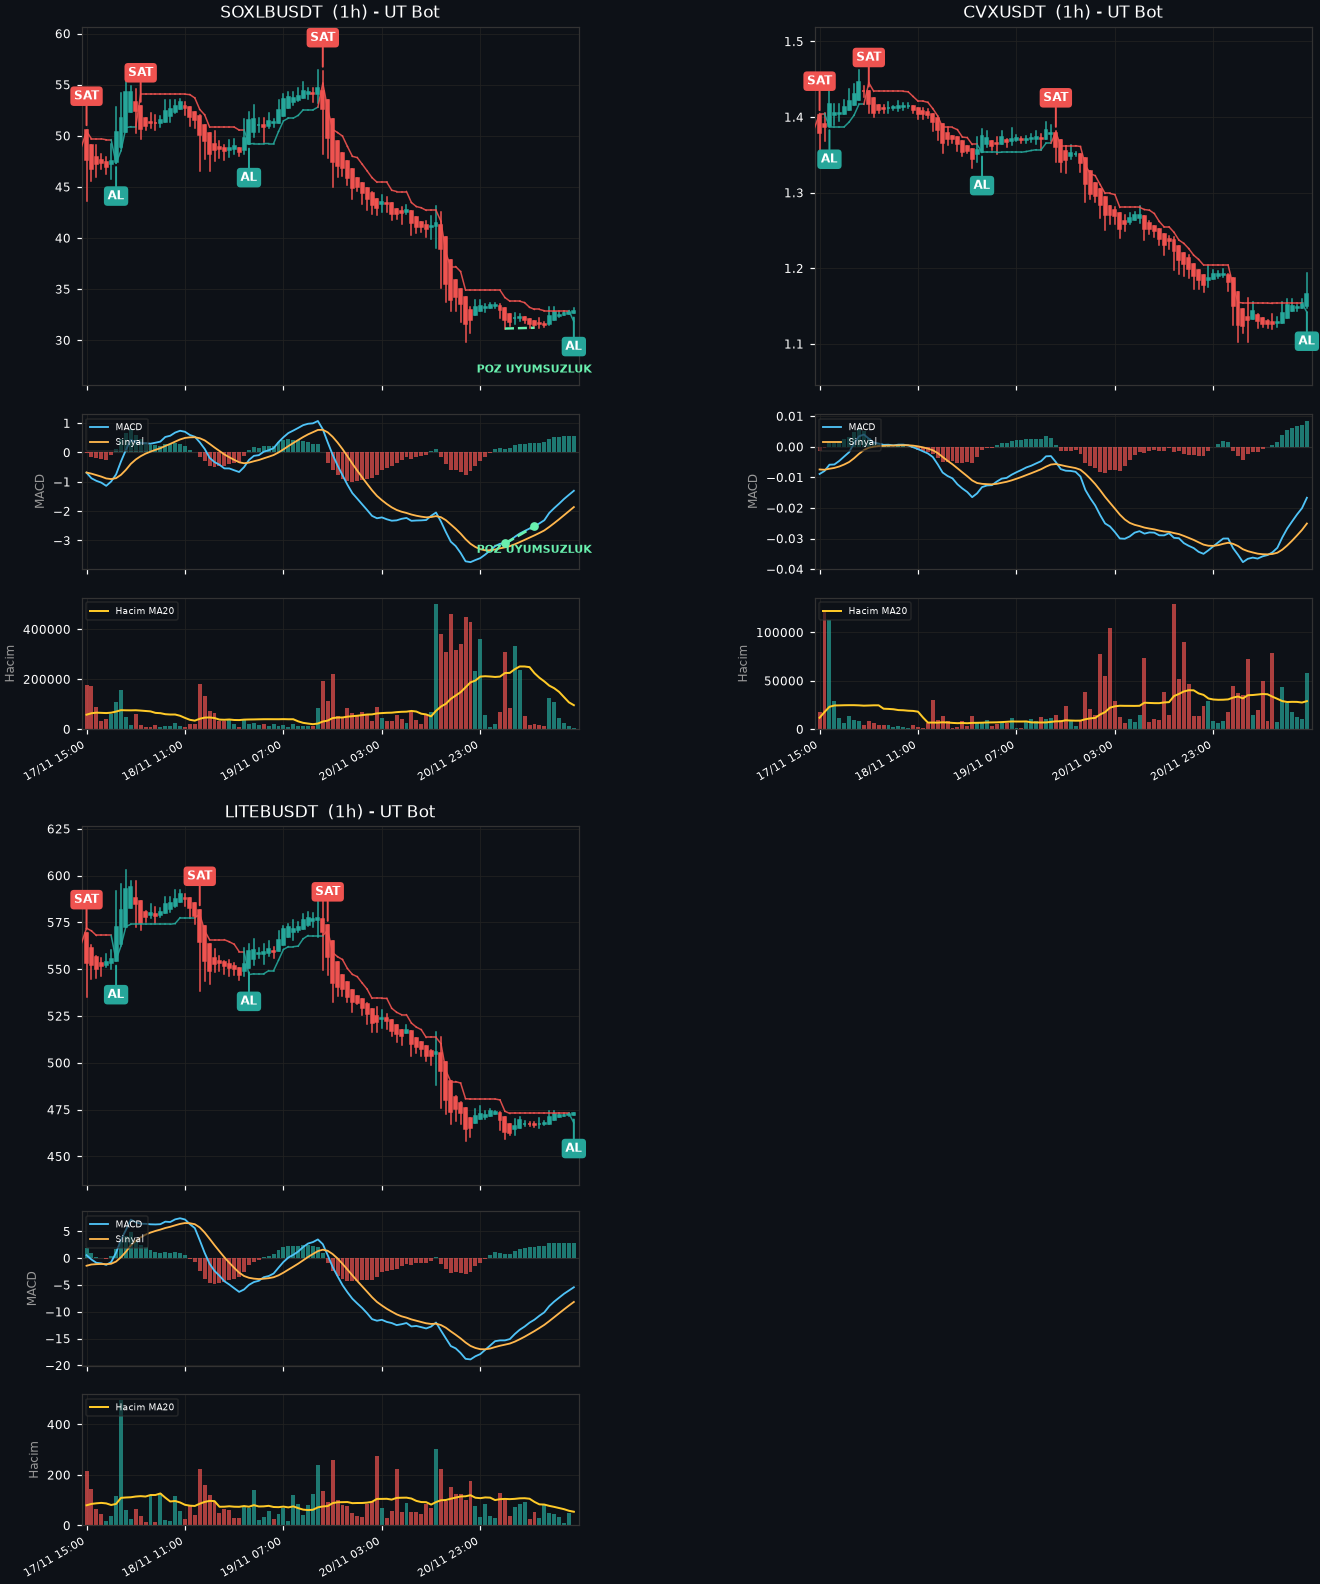 SOXLBUSDT (1h) - UT Bot
60
55
50
45
40
35
30
SAT
SAT
SAT
AL
AL
AL
POZ UYUMSUZLUK
MACD
1
0
−1
−2
−3
MACD
Sinyal
POZ UYUMSUZLUK
Hacim
400000
200000
0
Hacim MA20
17/11 15:00
18/11 11:00
19/11 07:00
20/11 03:00
20/11 23:00
CVXUSDT (1h) - UT Bot
1.5
1.4
1.3
1.2
1.1
SAT
SAT
SAT
AL
AL
AL
MACD
0.01
0.00
−0.01
−0.02
−0.03
−0.04
MACD
Sinyal
Hacim
100000
50000
0
Hacim MA20
17/11 15:00
18/11 11:00
19/11 07:00
20/11 03:00
20/11 23:00
LITEBUSDT (1h) - UT Bot
625
600
575
550
525
500
475
450
SAT
SAT
SAT
AL
AL
AL
MACD
5
0
−5
−10
−15
−20
MACD
Sinyal
Hacim
400
200
0
Hacim MA20
17/11 15:00
18/11 11:00
19/11 07:00
20/11 03:00
20/11 23:00